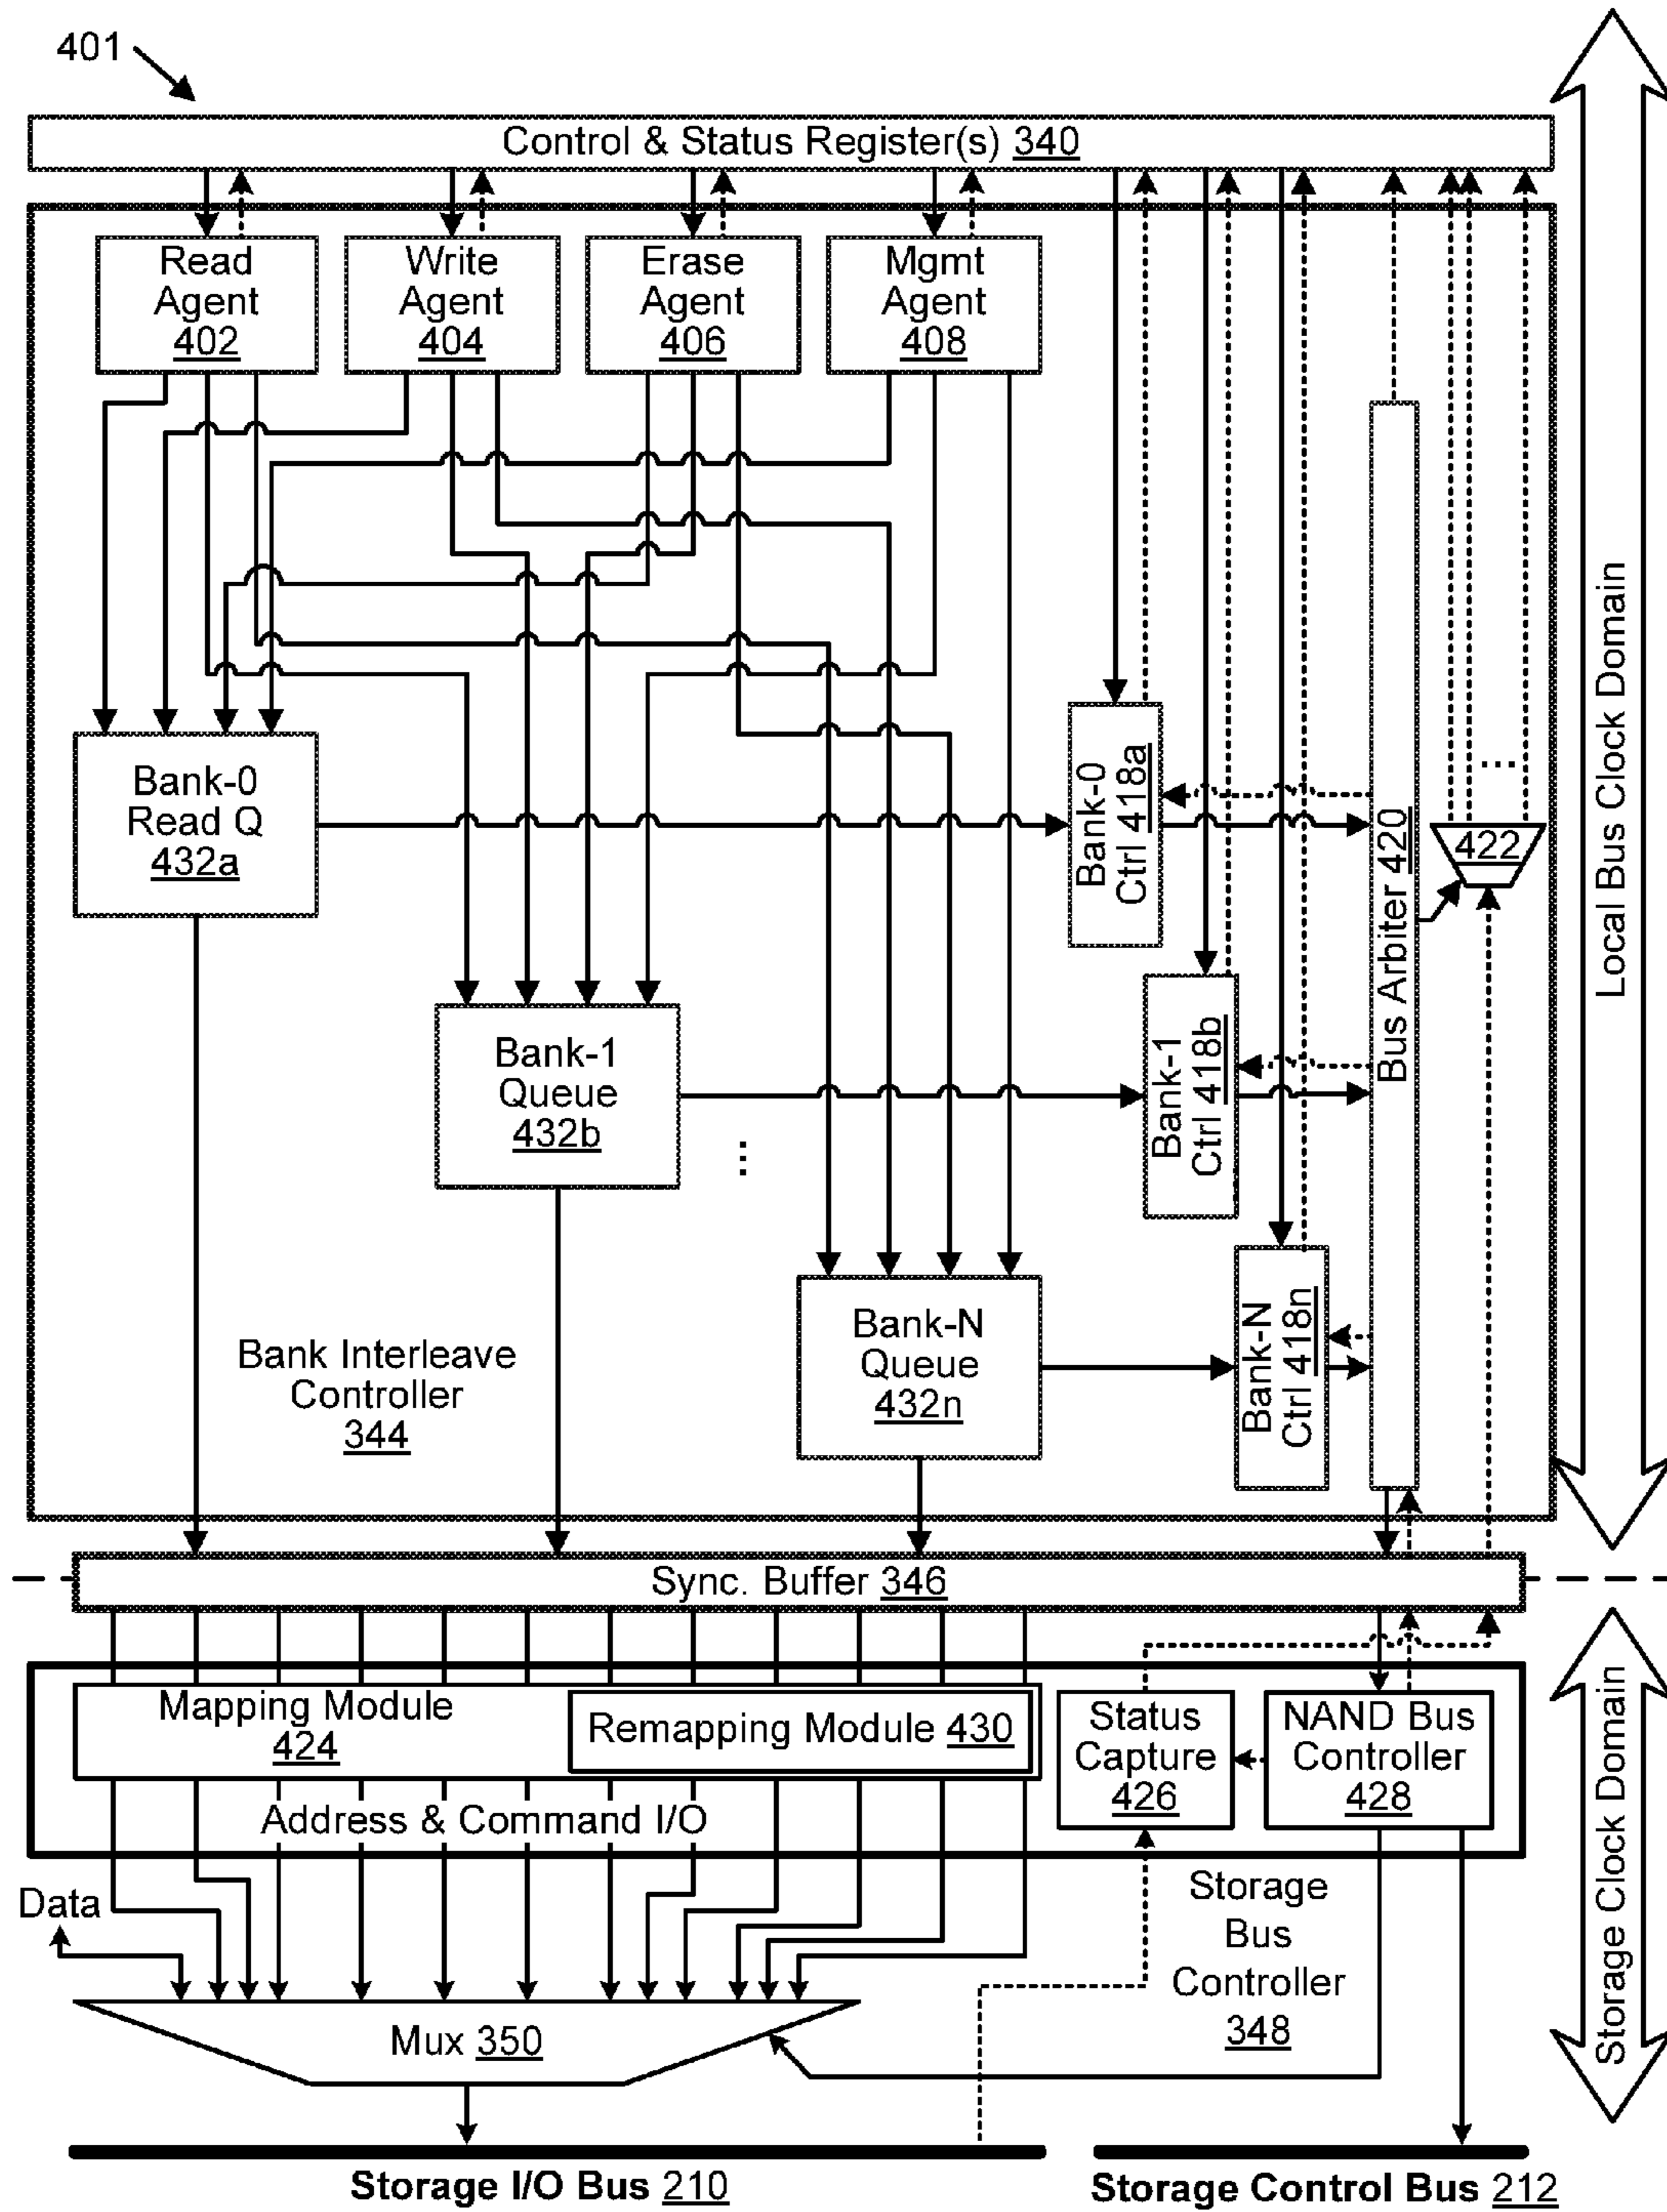 401
Control & Status Register(s) 340
Read
Agent
402
Write
Agent
404
Erase
Agent
406
Mgmt
Agent
408
Bank-0
Read Q
432a
Bank-0
Ctrl 418a
Bus Arbiter 420
...
422
Local Bus Clock Domain
Bank-1
Queue
432b
...
Bank-1
Ctrl 418b
Bank-N
Queue
432n
Bank-N
Ctrl 418n
Bank Interleave
Controller
344
Sync. Buffer 346
Mapping Module
424
Remapping Module 430
Status
Capture
426
NAND Bus
Controller
428
Address & Command I/O
Storage Clock Domain
Data
Storage
Bus
Controller
348
Mux 350
Storage I/O Bus 210
Storage Control Bus 212